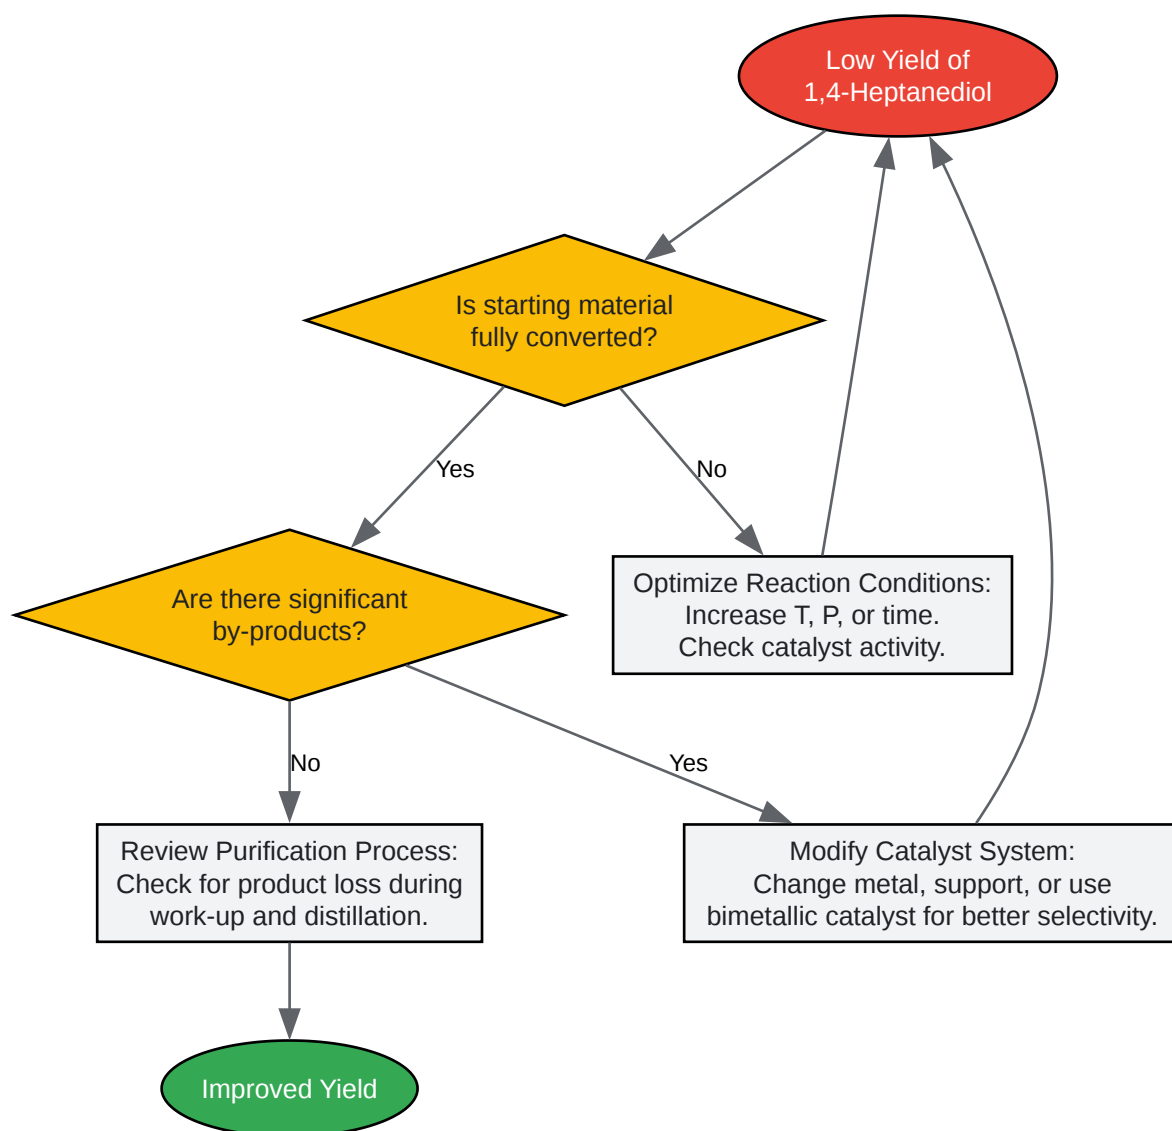 Low Yield of
1,4-Heptanediol
Is starting material
fully converted?
Yes
No
Optimize Reaction Conditions:
Increase T, P, or time.
Check catalyst activity.
Are there significant
by-products?
No
Yes
Review Purification Process:
Check for product loss during
work-up and distillation.
Modify Catalyst System:
Change metal, support, or use
bimetallic catalyst for better selectivity.
Improved Yield